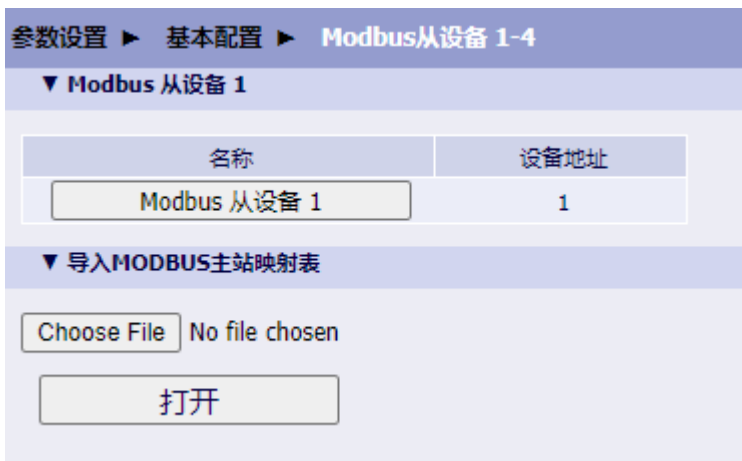 参数设置 ▶ 基本配置 ▶ Modbus从设备 1-4
▼ Modbus 从设备 1
名称 设备地址
Modbus 从设备 1 1
▼ 导入MODBUS主站映射表
Choose File No file chosen
打开